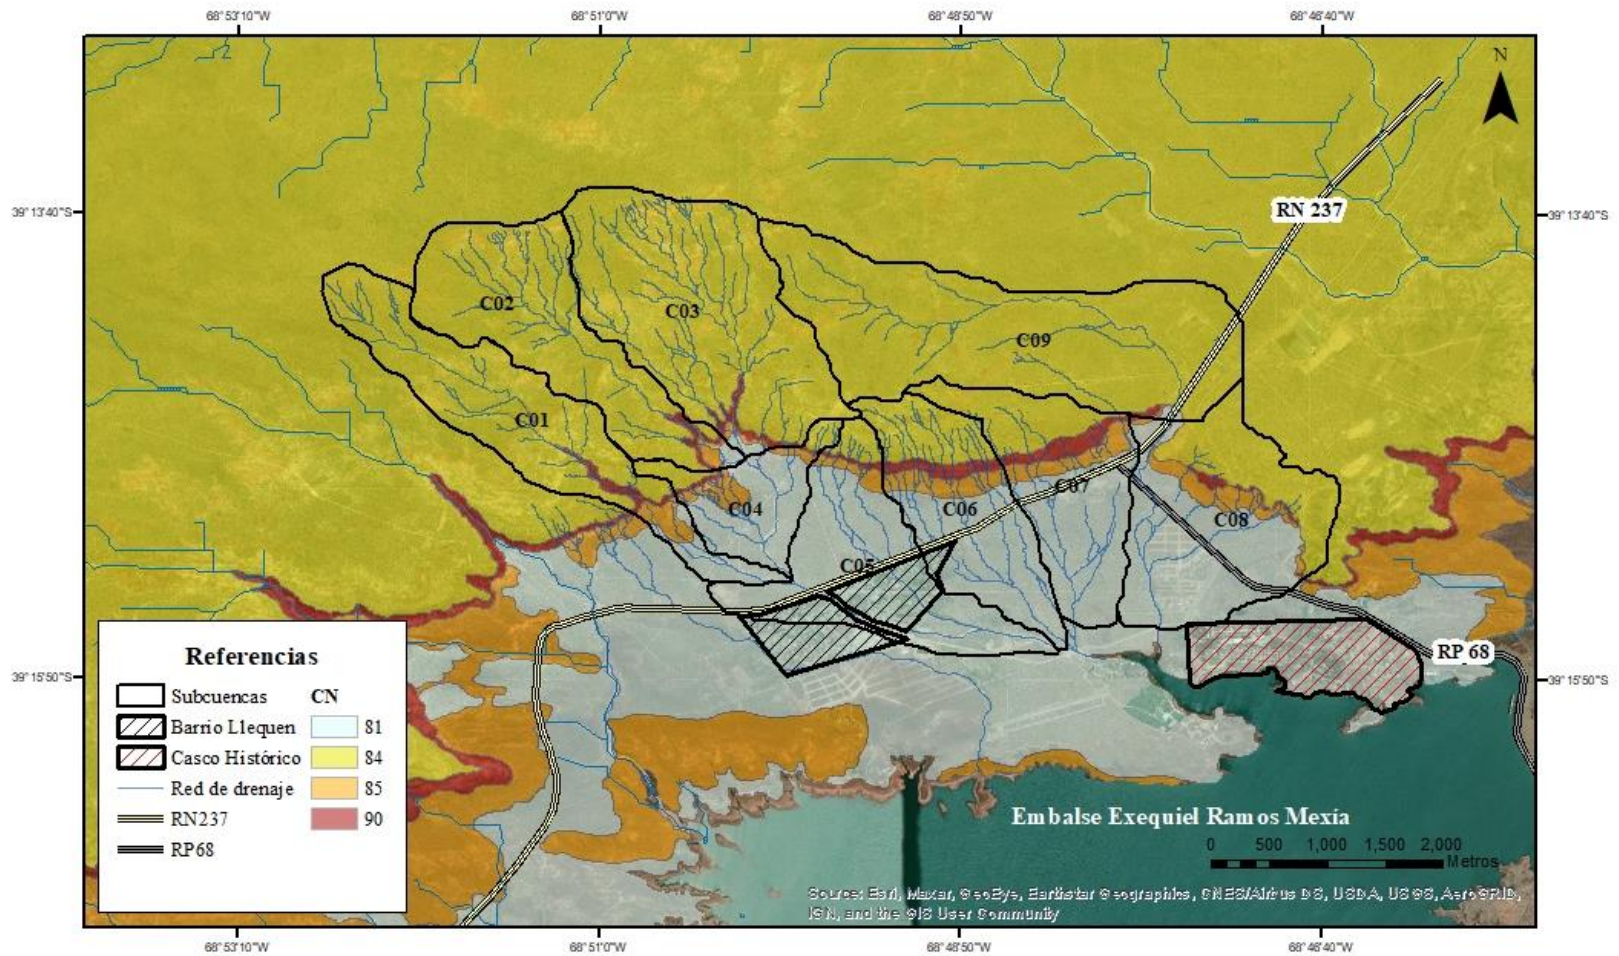 68°53'10"W 68°51'0"W 68°48'50"W 68°46'40"W
N
39°13'40"S
RN 237
39°13'40"S
C02
C03
C09
C01
C04
C06
C07
C08
C05
39°15'50"S
RP 68
39°15'50"S
Referencias
Subcuencas CN
Barrio Llequen 81
Casco Histórico 84
Red de drenaje 85
RN237 90
RP68
Embalse Exequiel Ramos Mexía
0 500 1,000 1,500 2,000
Metros
Source: Esri, Maxar, GeoEye, Earthstar Geographics, CNES/Airbus DS, USDA, USGS, AeroGRID,
IGN, and the GIS User Community
68°53'10"W 68°51'0"W 68°48'50"W 68°46'40"W